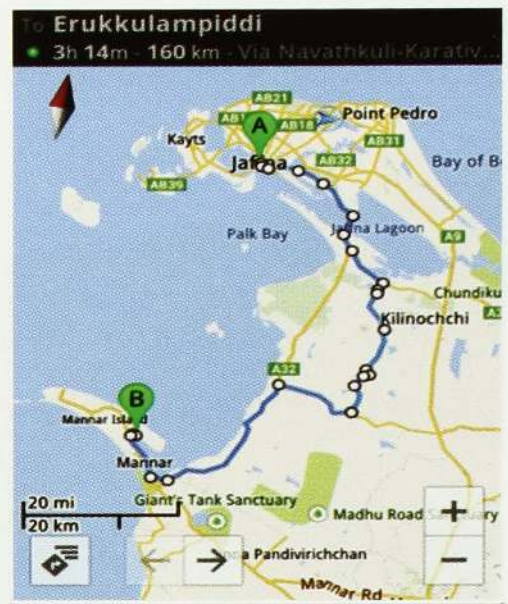 To Erukkulampiddi
3h 14m - 160 km - Via Navathkuli-Karativ...
AB21
Point Pedro
A
AB18
Kayts
AB31
Jaffna
AB32
Bay of B
AB39
Palk Bay
Jaffna Lagoon
A9
Chundiku
Kilinochchi
A32
B
Mannar Island
Mannar
20 mi
20 km
Giant's Tank Sanctuary
Madhu Road Sanctuary
+
Pandivirichchan
−
Mannar Rd